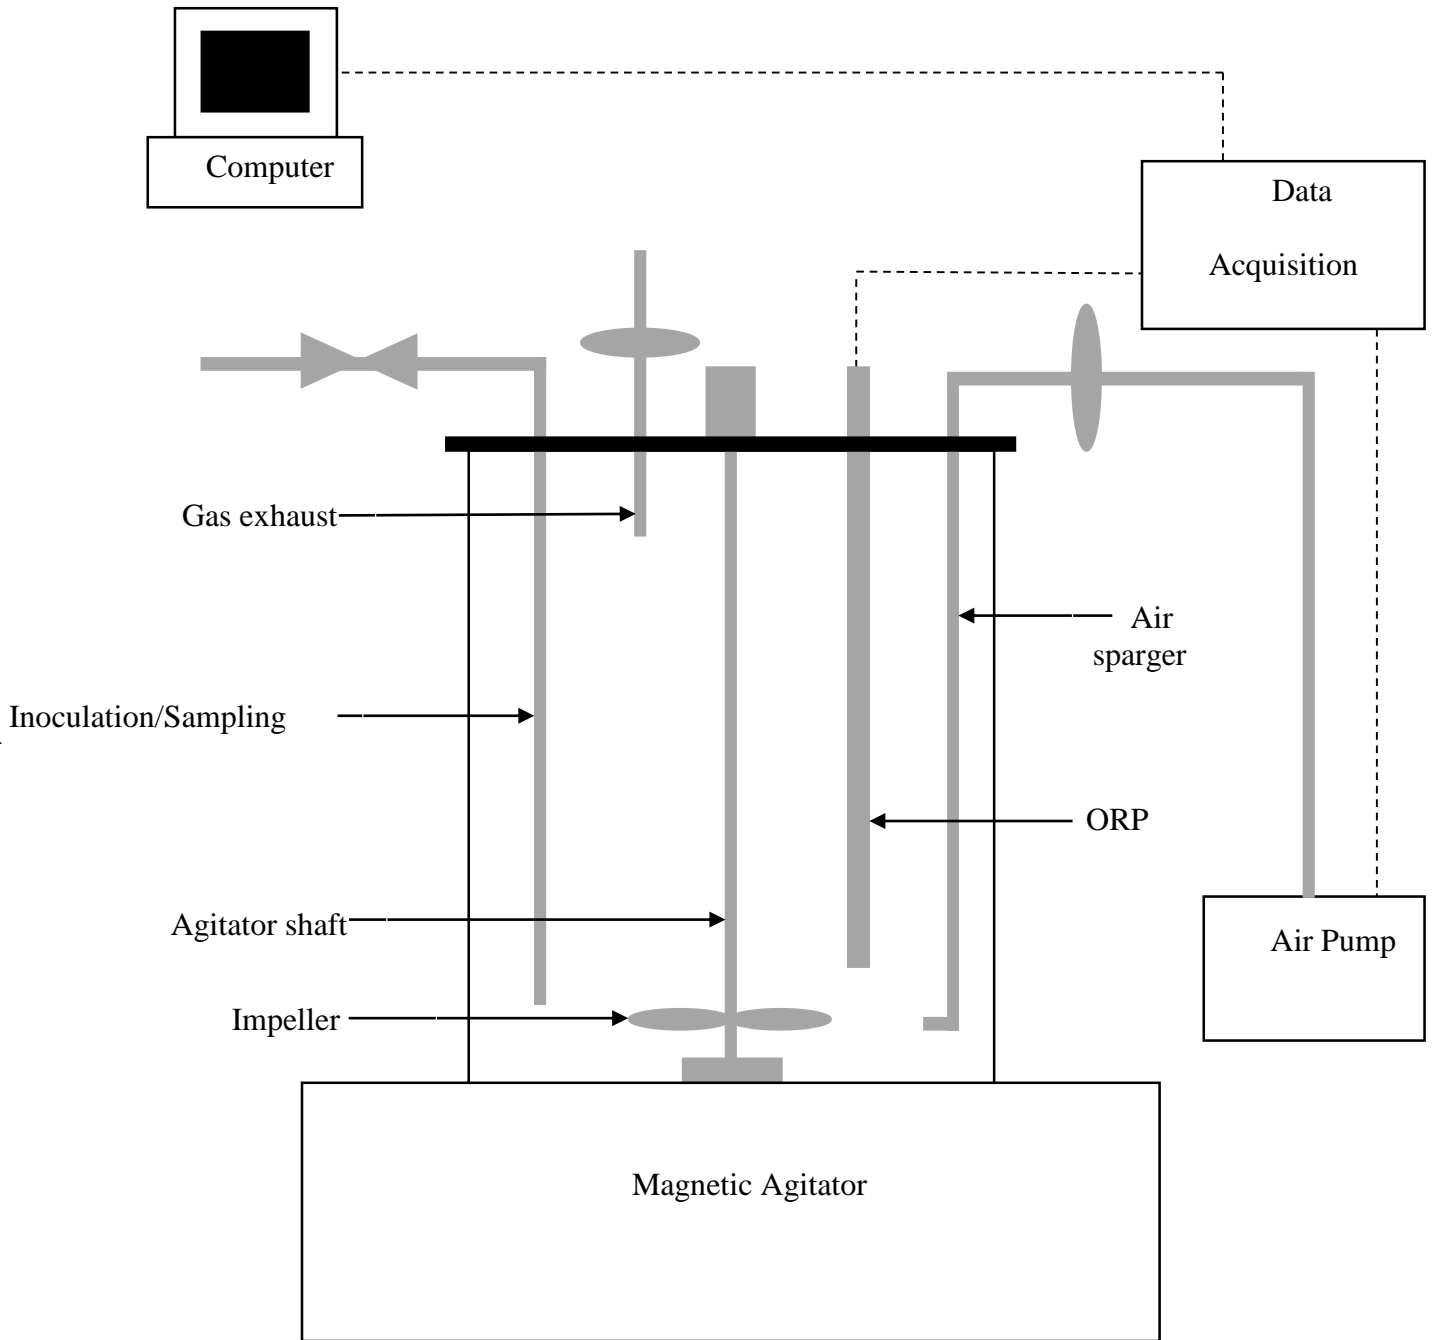 Computer
Data
Acquisition
Gas exhaust
Air
sparger
Inoculation/Sampling
ORP
Agitator shaft
Air Pump
Impeller
Magnetic Agitator